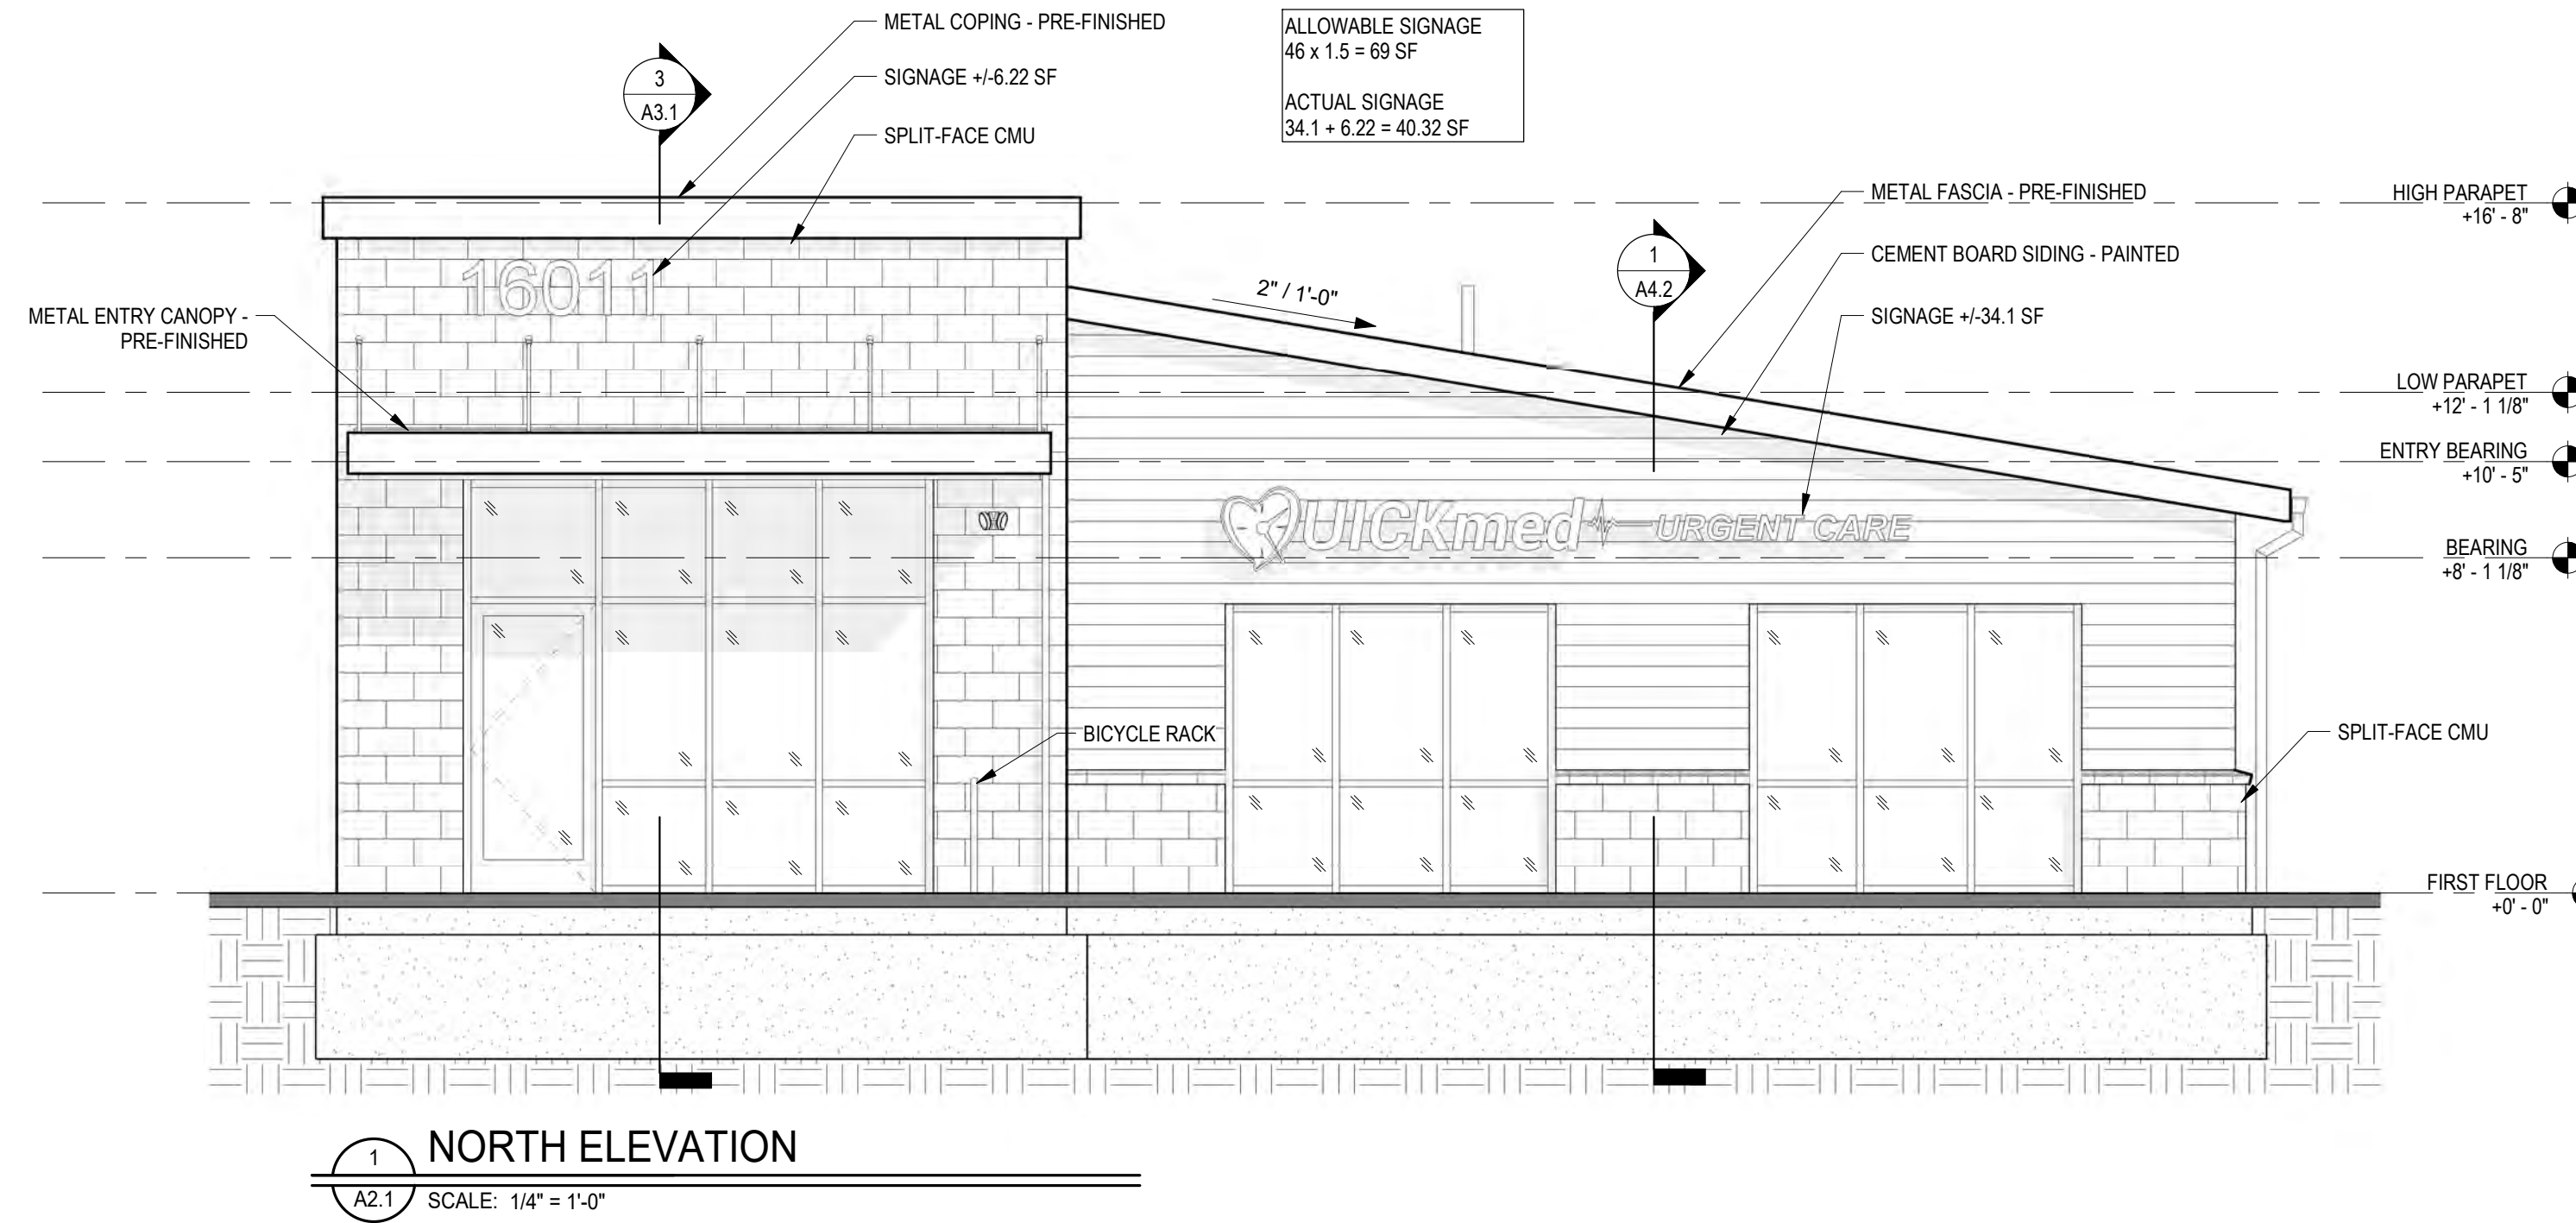 METAL COPING - PRE-FINISHED
SIGNAGE +/-6.22 SF
SPLIT-FACE CMU
3
A3.1
ALLOWABLE SIGNAGE
46 x 1.5 = 69 SF
ACTUAL SIGNAGE
34.1 + 6.22 = 40.32 SF
METAL FASCIA - PRE-FINISHED
CEMENT BOARD SIDING - PAINTED
SIGNAGE +/-34.1 SF
1
A4.2
HIGH PARAPET
+16' - 8"
16011
2" / 1'-0"
METAL ENTRY CANOPY -
PRE-FINISHED
LOW PARAPET
+12' - 1 1/8"
ENTRY BEARING
+10' - 5"
UICKmed URGENT CARE
BEARING
+8' - 1 1/8"
BICYCLE RACK
SPLIT-FACE CMU
FIRST FLOOR
+0' - 0"
1
A2.1
NORTH ELEVATION
SCALE: 1/4" = 1'-0"